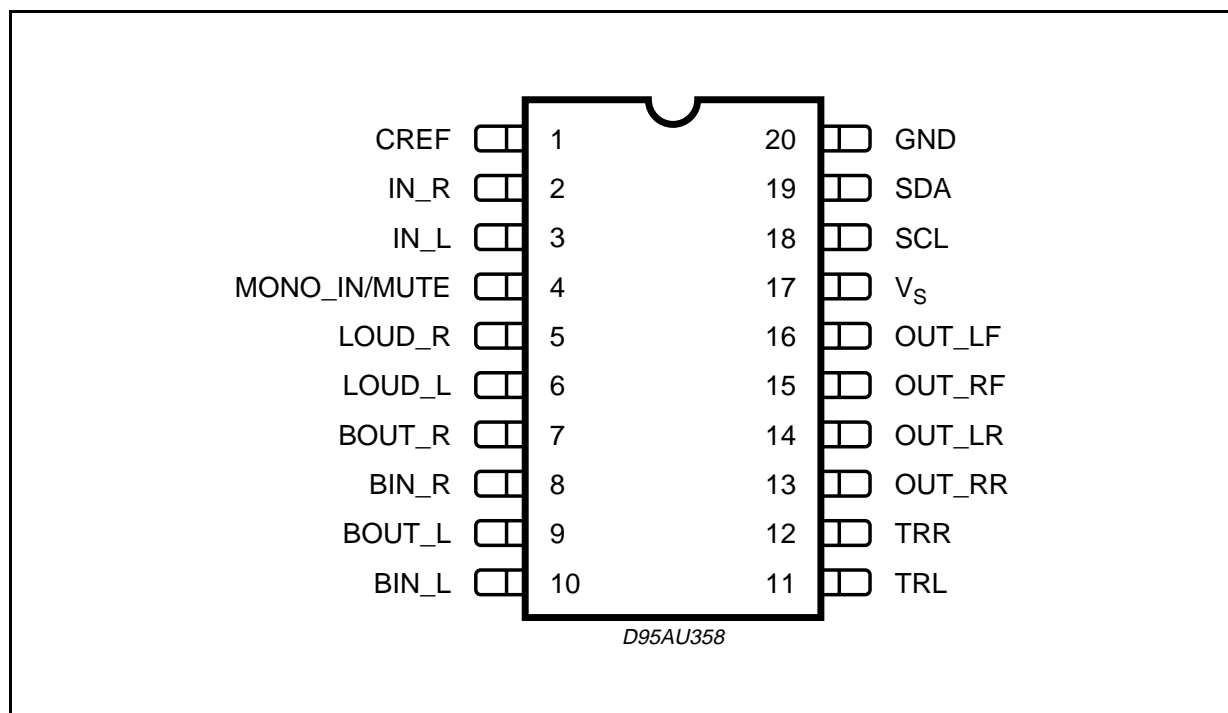 CREF 1 20 GND
IN_R 2 19 SDA
IN_L 3 18 SCL
MONO_IN/MUTE 4 17 VS
LOUD_R 5 16 OUT_LF
LOUD_L 6 15 OUT_RF
BOUT_R 7 14 OUT_LR
BIN_R 8 13 OUT_RR
BOUT_L 9 12 TRR
BIN_L 10 11 TRL
D95AU358